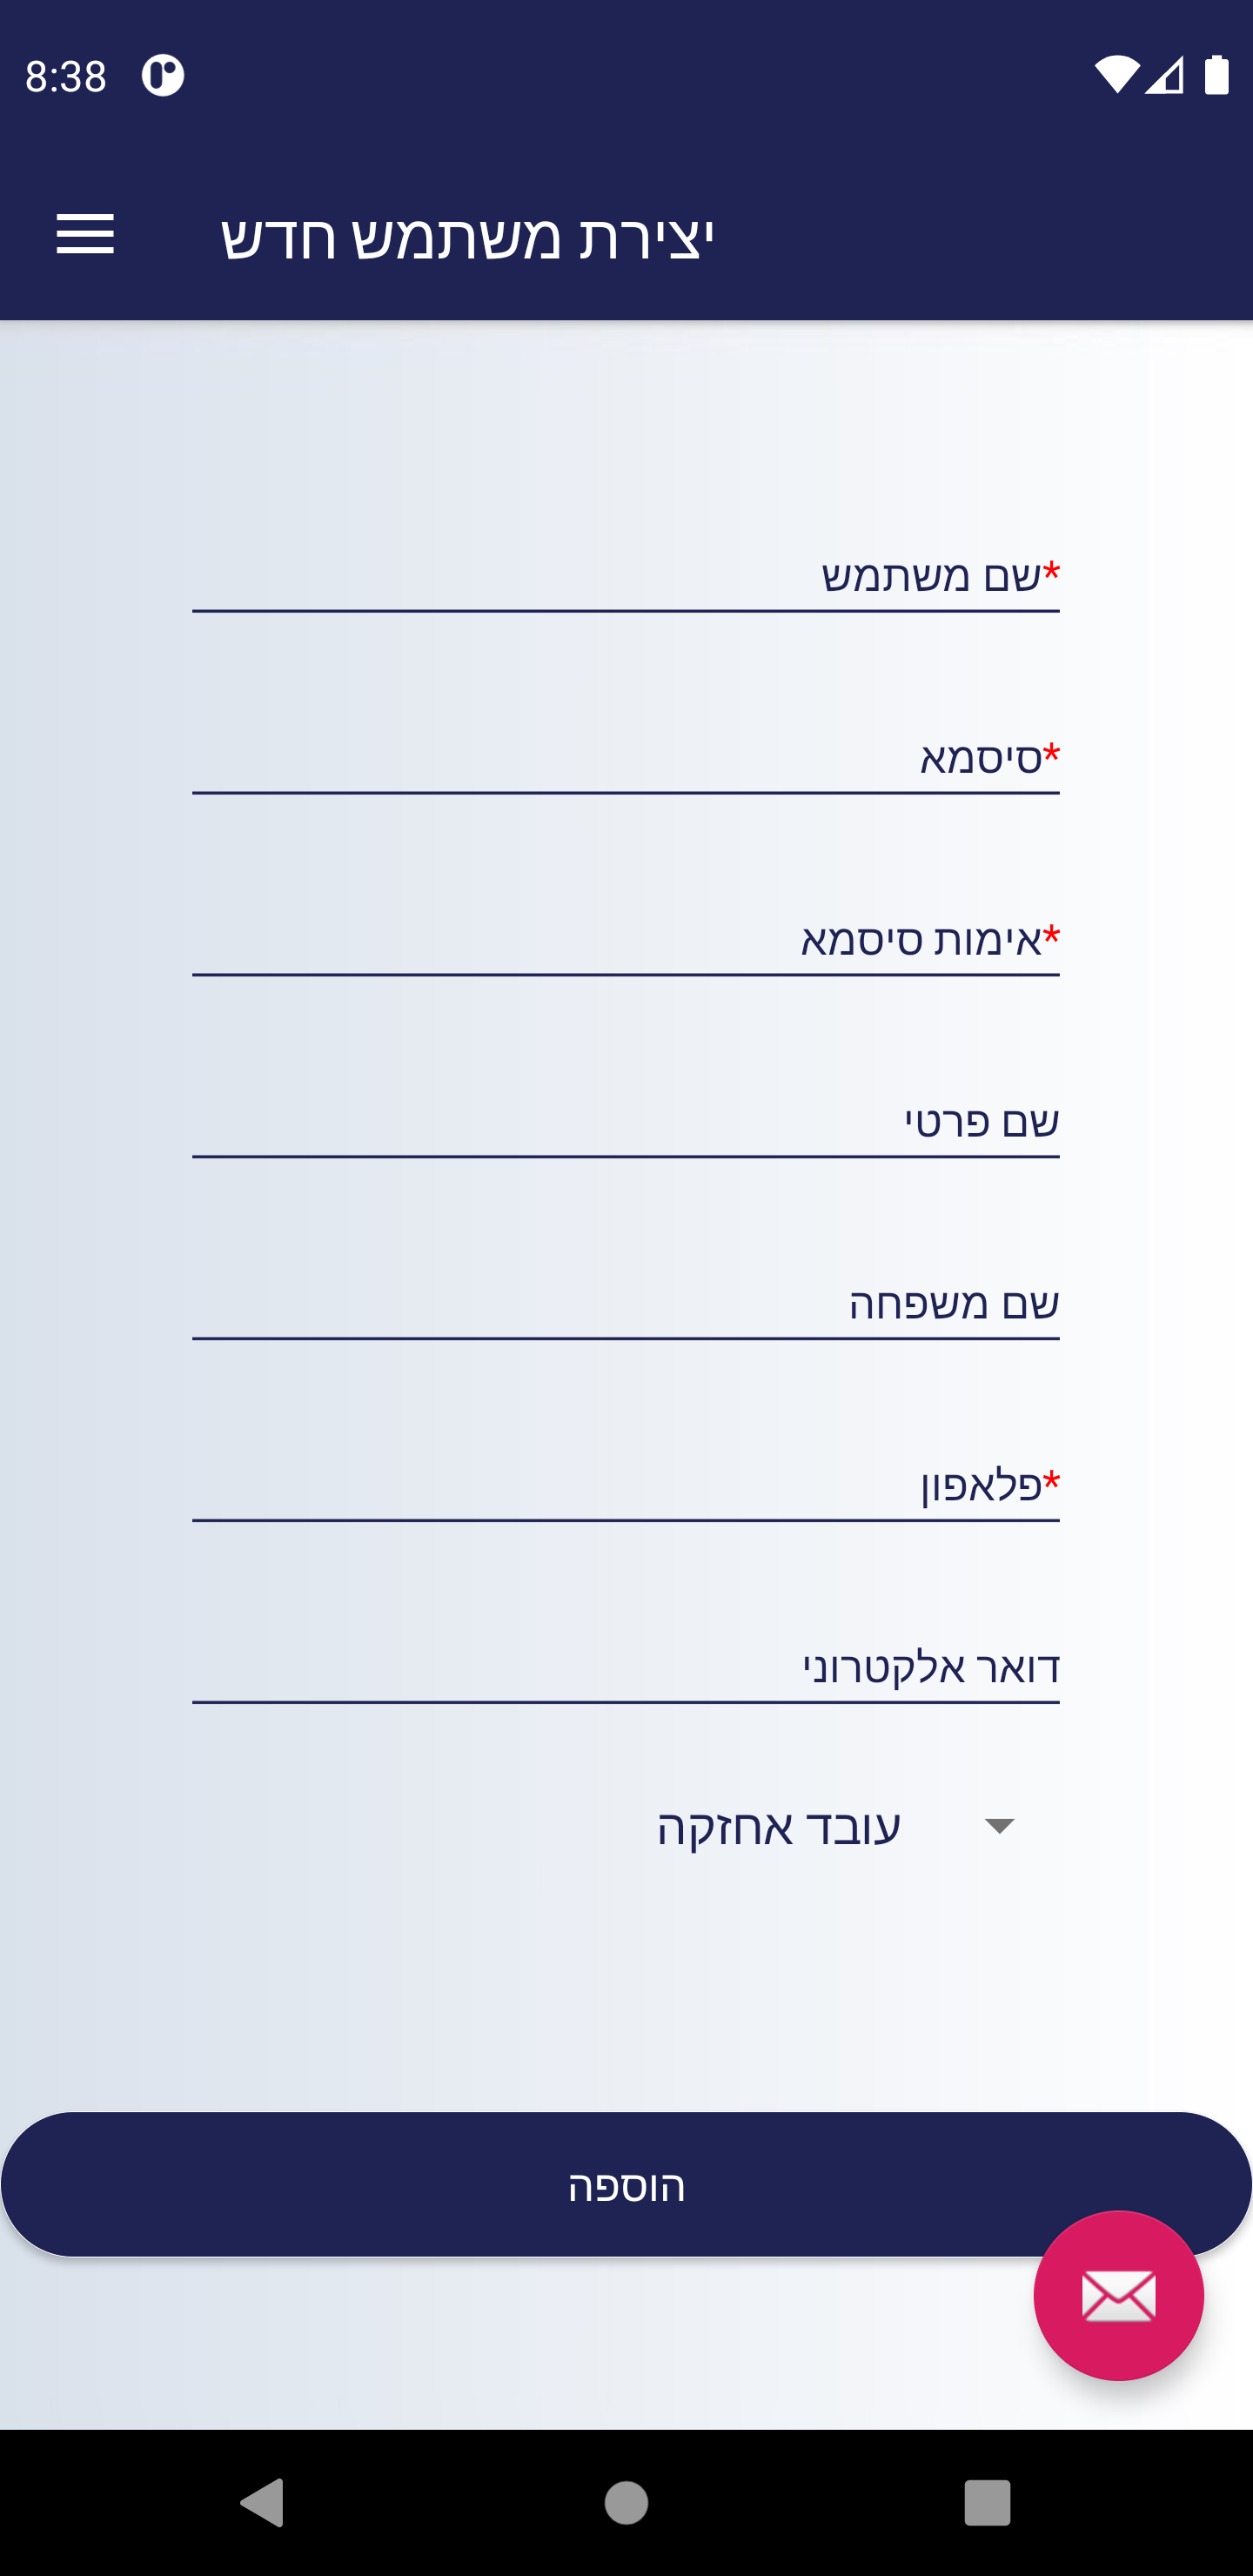 8:38
יצירת משתמש חדש
*שם משתמש
*סיסמא
*אימות סיסמא
שם פרטי
שם משפחה
*פלאפון
דואר אלקטרוני
עובד אחזקה
הוספה